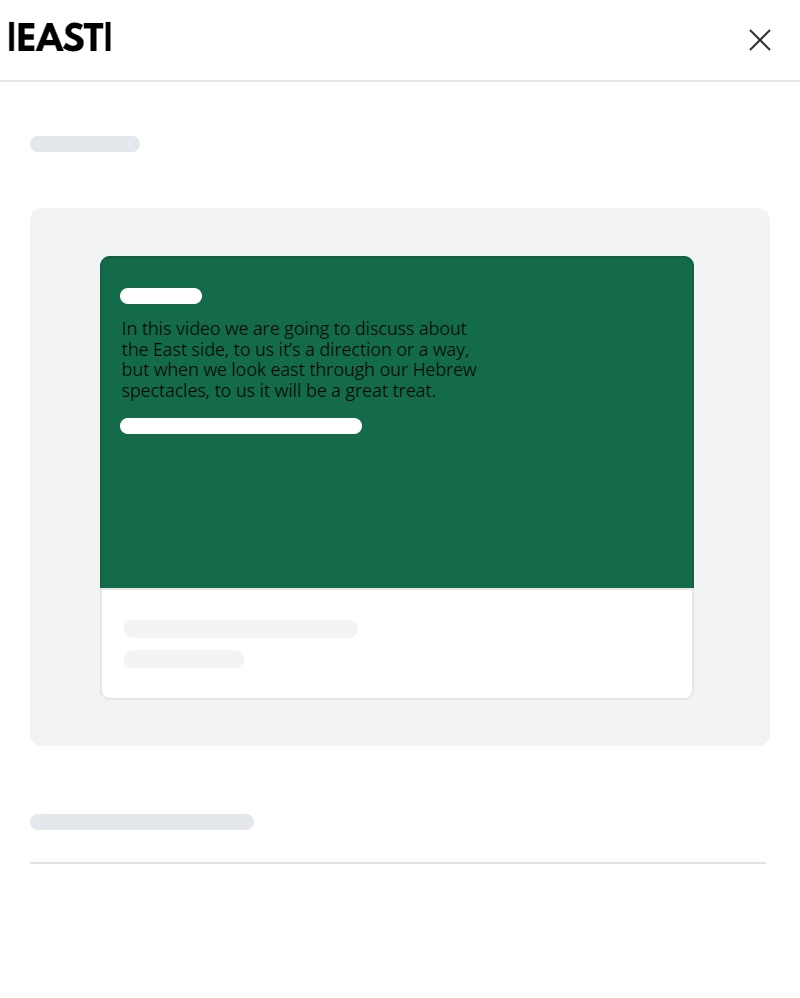 |EAST|
In this video we are going to discuss about
the East side, to us it’s a direction or a way,
but when we look east through our Hebrew
spectacles, to us it will be a great treat.